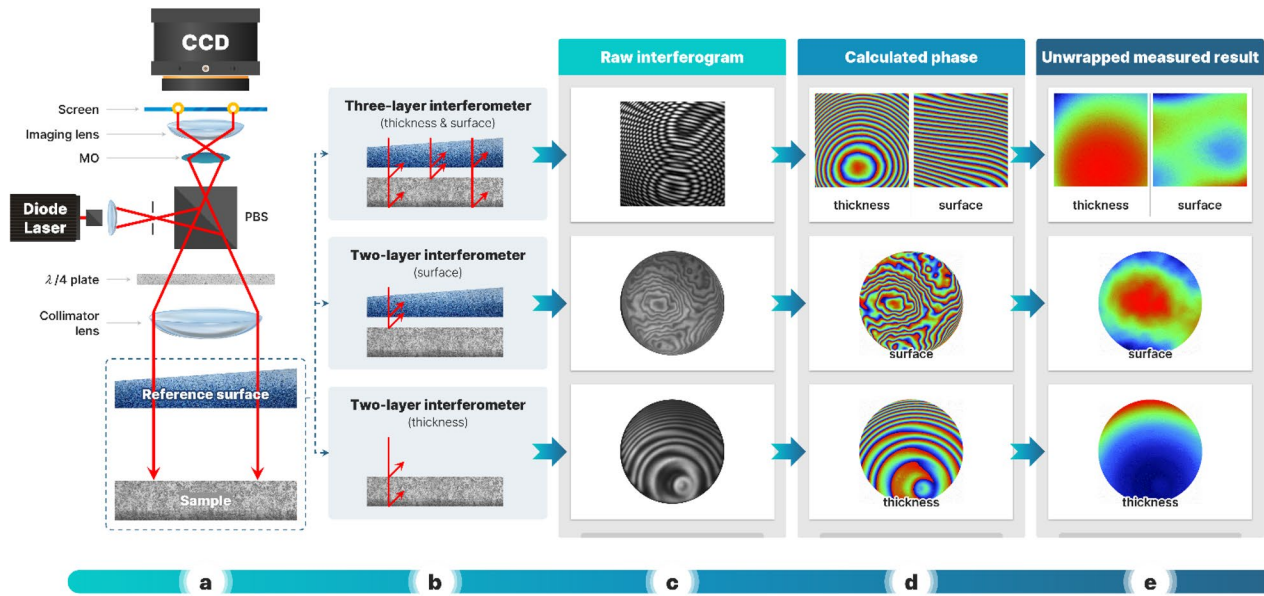 CCD
Screen
Imaging lens
MO
Diode
Laser
PBS
λ/4 plate
Collimator
lens
Reference surface
Sample
Three-layer interferometer
(thickness & surface)
Two-layer interferometer
(surface)
Two-layer interferometer
(thickness)
Raw interferogram
Calculated phase
thickness
surface
surface
thickness
Unwrapped measured result
thickness
surface
surface
thickness
a
b
c
d
e